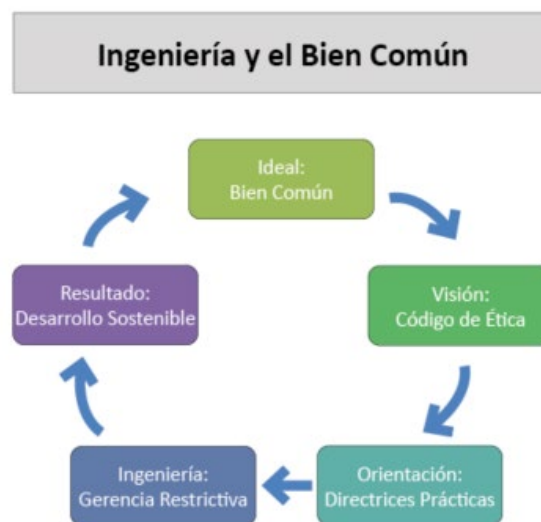 Ingeniería y el Bien Común
Ideal:
Bien Común
Visión:
Código de Ética
Orientación:
Directrices Prácticas
Ingeniería:
Gerencia Restrictiva
Resultado:
Desarrollo Sostenible